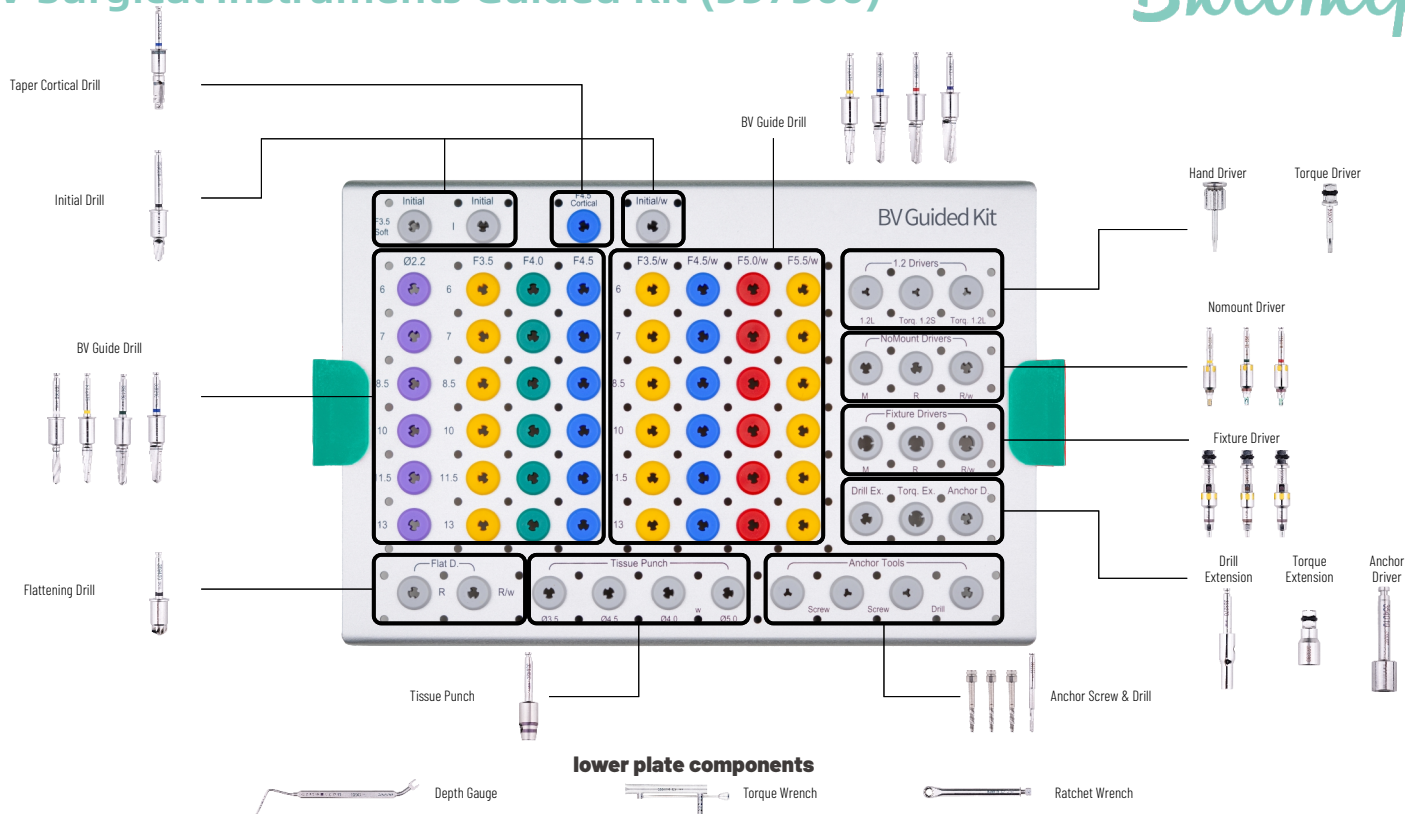 V Surgical Instruments Guided Kit (
Taper Cortical Drill
BV Guide Drill
Initial Drill
Hand Driver
Torque Driver
Initial
Initial
F4.5
Cortical
Initial/w
BV Guided Kit
F3.5
Soft
I
Ø2.2 F3.5 F4.0 F4.5
F3.5/w F4.5/w F5.0/w F5.5/w
1.2 Drivers
6 6 6
1.2L Torq. 1.2S Torq. 1.2L
Nomount Driver
7 7 7
NoMount Drivers
BV Guide Drill
8.5 8.5 8.5
M R R/w
Fixture Drivers
10 10 10
Fixture Driver
M R R/w
11.5 11.5 1.5
Drill Ex. Torq. Ex. Anchor D.
13 13 13
Flat D.
Tissue Punch
Anchor Tools
Drill
Extension
Torque
Extension
Anchor
Driver
Flattening Drill
R R/w
Ø3.5 Ø4.5 Ø4.0 w Ø5.0
Screw Screw Drill
Tissue Punch
Anchor Screw & Drill
lower plate components
Depth Gauge
Torque Wrench
Ratchet Wrench